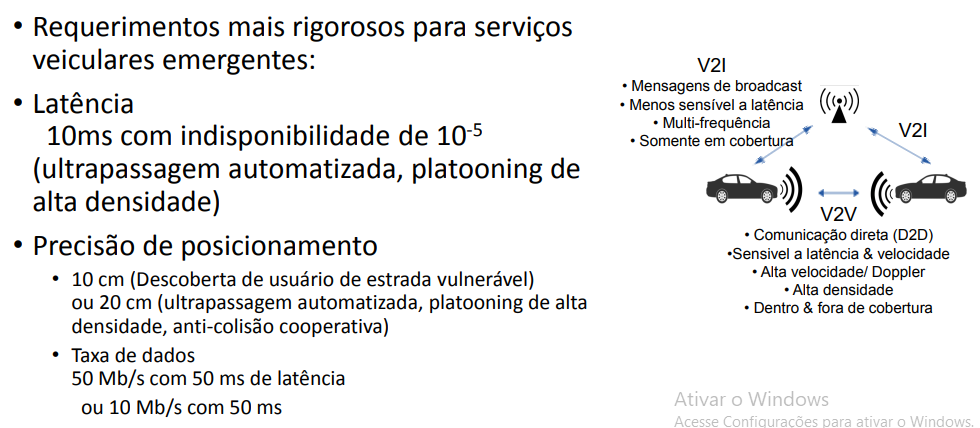 • Requerimentos mais rigorosos para serviços
veiculares emergentes:
• Latência
10ms com indisponibilidade de 10⁻⁵
(ultrapassagem automatizada, platooning de
alta densidade)
• Precisão de posicionamento
• 10 cm (Descoberta de usuário de estrada vulnerável)
ou 20 cm (ultrapassagem automatizada, platooning de alta
densidade, anti-colisão cooperativa)
• Taxa de dados
50 Mb/s com 50 ms de latência
ou 10 Mb/s com 50 ms
V2I
• Mensagens de broadcast
• Menos sensível a latência
• Multi-frequência
• Somente em cobertura
V2I
V2V
• Comunicação direta (D2D)
•Sensivel a latência & velocidade
• Alta velocidade/ Doppler
• Alta densidade
• Dentro & fora de cobertura
Ativar o Windows
Acesse Configurações para ativar o Windows.